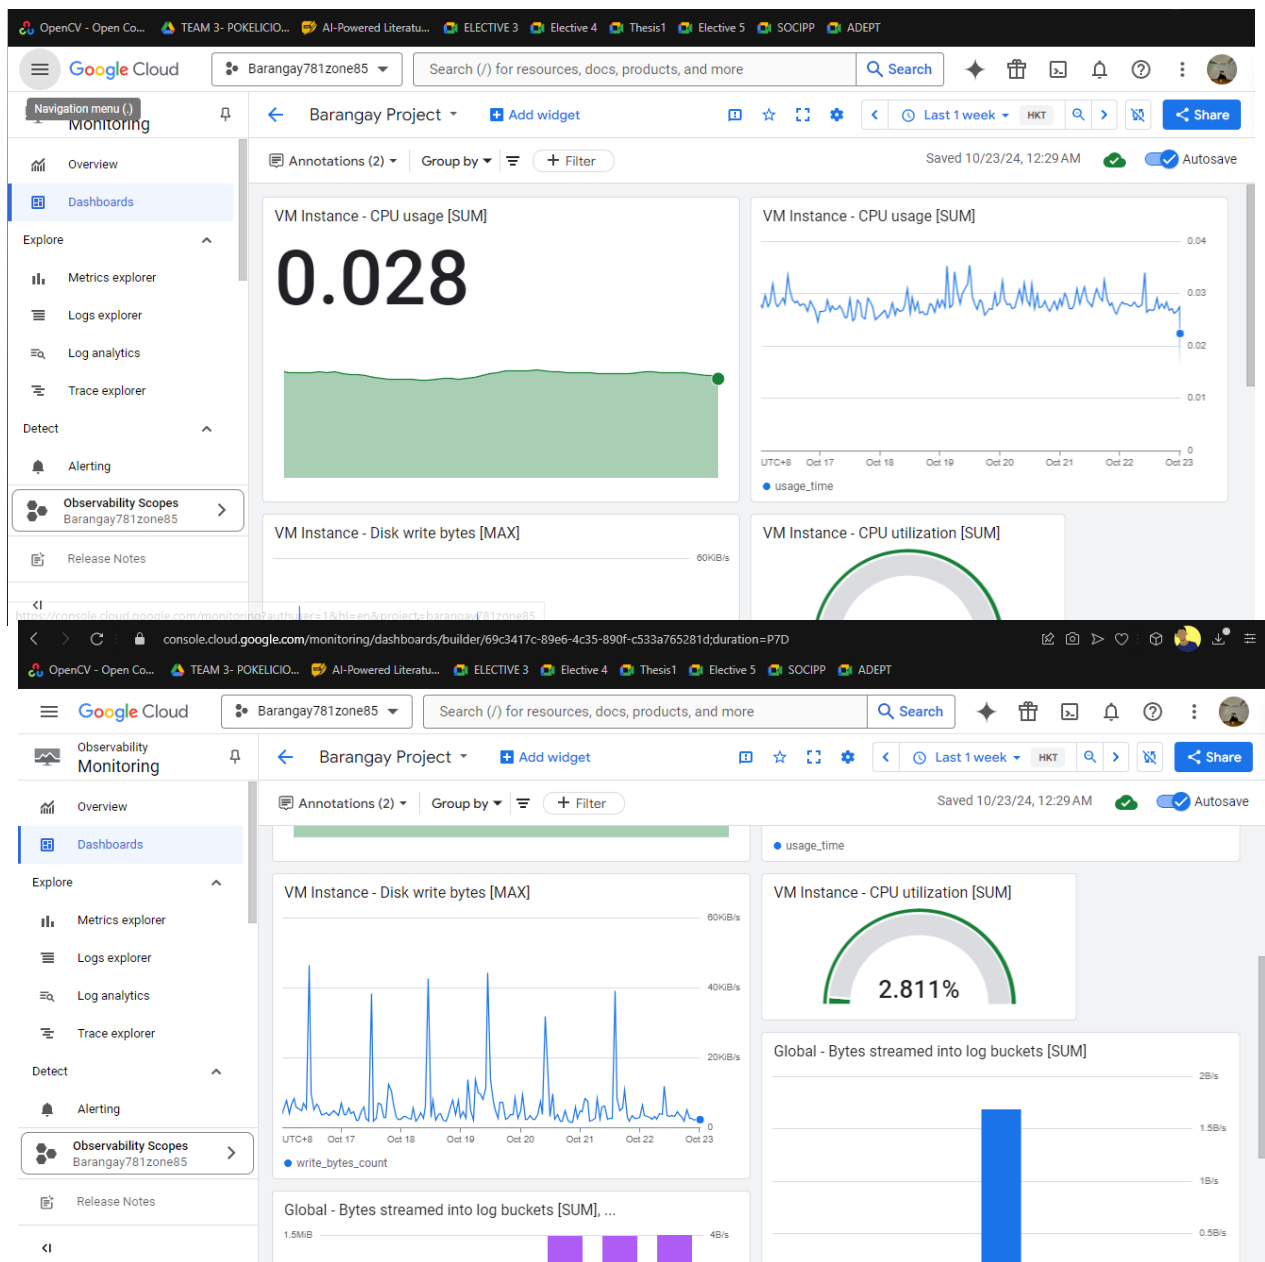 OpenCV - Open Co... TEAM 3- POKELICIO... AI-Powered Literatu... ELECTIVE 3 Elective 4 Thesis1 Elective 5 SOCIPP ADEPT
Google Cloud Barangay781zone85 Search (/) for resources, docs, products, and more Search
Navigation menu (.)
Monitoring
Barangay Project Add widget Last 1 week HKT Share
Overview
Dashboards
Explore
Metrics explorer
Logs explorer
Log analytics
Trace explorer
Detect
Alerting
Observability Scopes
Barangay781zone85
Release Notes
https://console.cloud.google.com/monitoring?authuser=1&hl=en&project=barangay781zone85
Annotations (2) Group by Filter Saved 10/23/24, 12:29 AM Autosave
VM Instance - CPU usage [SUM]
0.028
VM Instance - CPU usage [SUM]
0.04
0.03
0.02
0.01
0
UTC+8 Oct 17 Oct 18 Oct 19 Oct 20 Oct 21 Oct 22 Oct 23
usage_time
VM Instance - Disk write bytes [MAX]
60KiB/s
VM Instance - CPU utilization [SUM]
console.cloud.google.com/monitoring/dashboards/builder/69c3417c-89e6-4c35-890f-c533a765281d;duration=P7D
OpenCV - Open Co... TEAM 3- POKELICIO... AI-Powered Literatu... ELECTIVE 3 Elective 4 Thesis1 Elective 5 SOCIPP ADEPT
Google Cloud Barangay781zone85 Search (/) for resources, docs, products, and more Search
Observability
Monitoring
Barangay Project Add widget Last 1 week HKT Share
Overview
Dashboards
Explore
Metrics explorer
Logs explorer
Log analytics
Trace explorer
Detect
Alerting
Observability Scopes
Barangay781zone85
Release Notes
Annotations (2) Group by Filter Saved 10/23/24, 12:29 AM Autosave
usage_time
VM Instance - Disk write bytes [MAX]
60KiB/s
40KiB/s
20KiB/s
0
UTC+8 Oct 17 Oct 18 Oct 19 Oct 20 Oct 21 Oct 22 Oct 23
write_bytes_count
VM Instance - CPU utilization [SUM]
2.811%
Global - Bytes streamed into log buckets [SUM]
2B/s
1.5B/s
1B/s
0.5B/s
Global - Bytes streamed into log buckets [SUM], ...
1.5MiB 4B/s